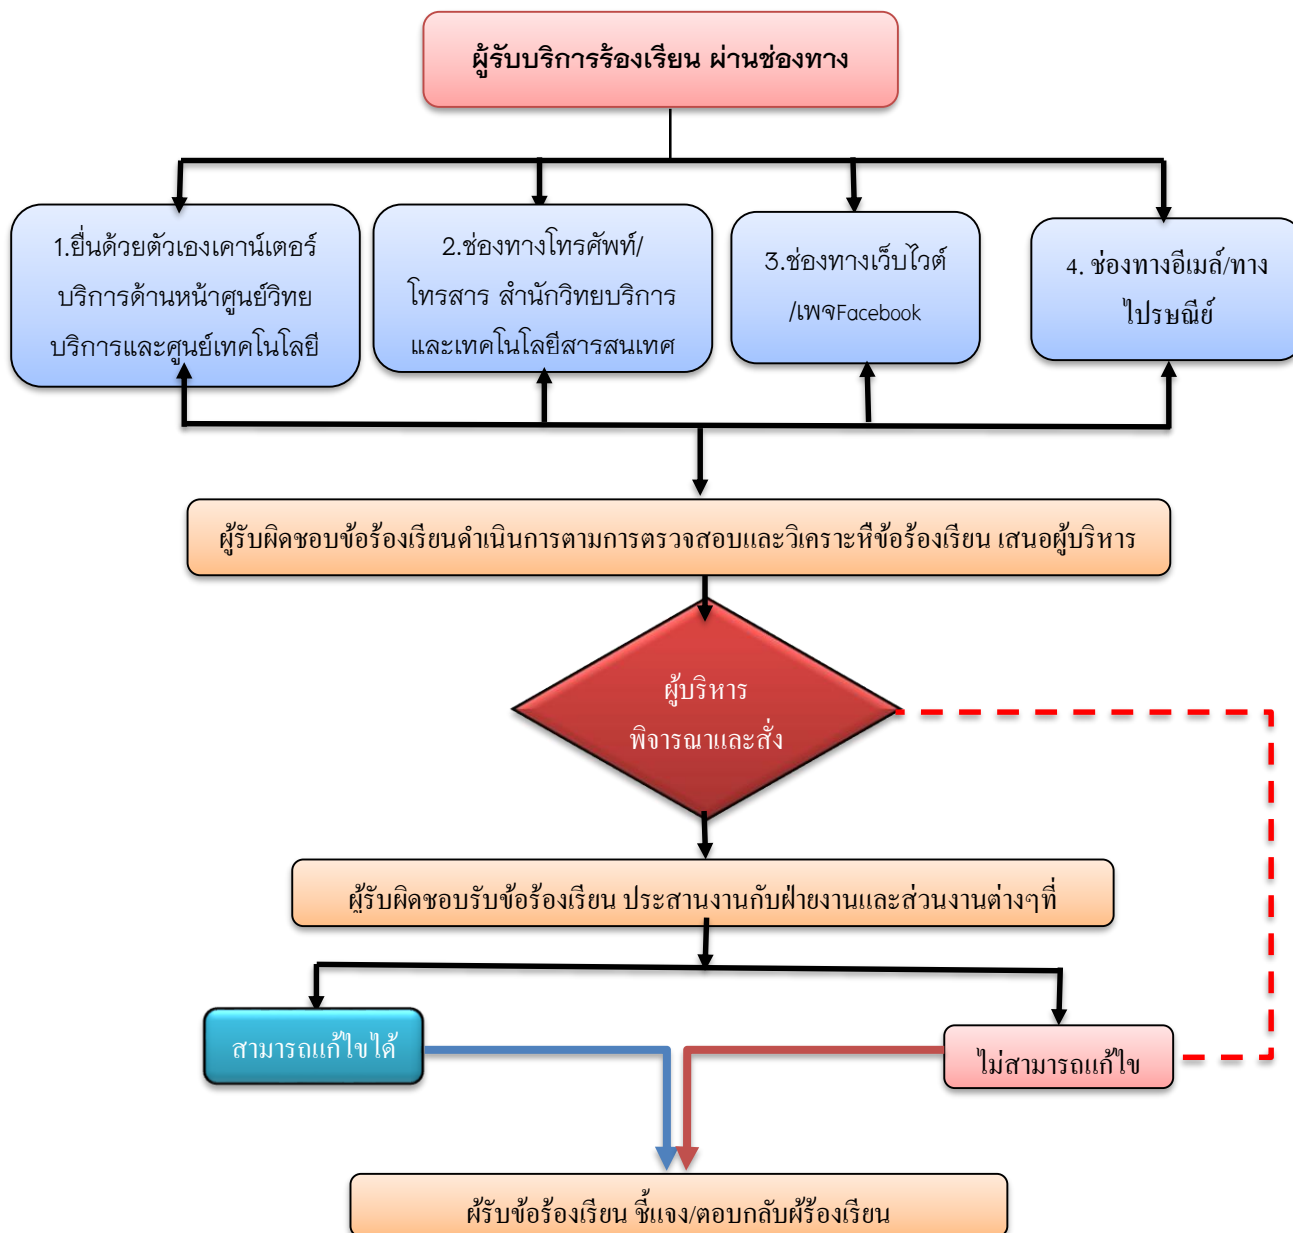 ผู้รับบริการร้องเรียน ผ่านช่องทาง
1.ยื่นด้วยตัวเองเคาน์เตอร์
บริการด้านหน้าศูนย์วิทย
บริการและศูนย์เทคโนโลยี
2.ช่องทางโทรศัพท์/
โทรสาร สำนักวิทยบริการ
และเทคโนโลยีสารสนเทศ
3.ช่องทางเว็บไวต์
/เพจFacebook
4. ช่องทางอีเมล์/ทาง
ไปรษณีย์
ผู้รับผิดชอบข้อร้องเรียนดำเนินการตามการตรวจสอบและวิเคราะห์ข้อร้องเรียน เสนอผู้บริหาร
ผู้บริหาร
พิจารณาและสั่ง
ผู้รับผิดชอบรับข้อร้องเรียน ประสานงานกับฝ่ายงานและส่วนงานต่างๆที่
สามารถแก้ไขได้
ไม่สามารถแก้ไข
ผู้รับข้อร้องเรียน ชี้แจง/ตอบกลับผู้ร้องเรียน